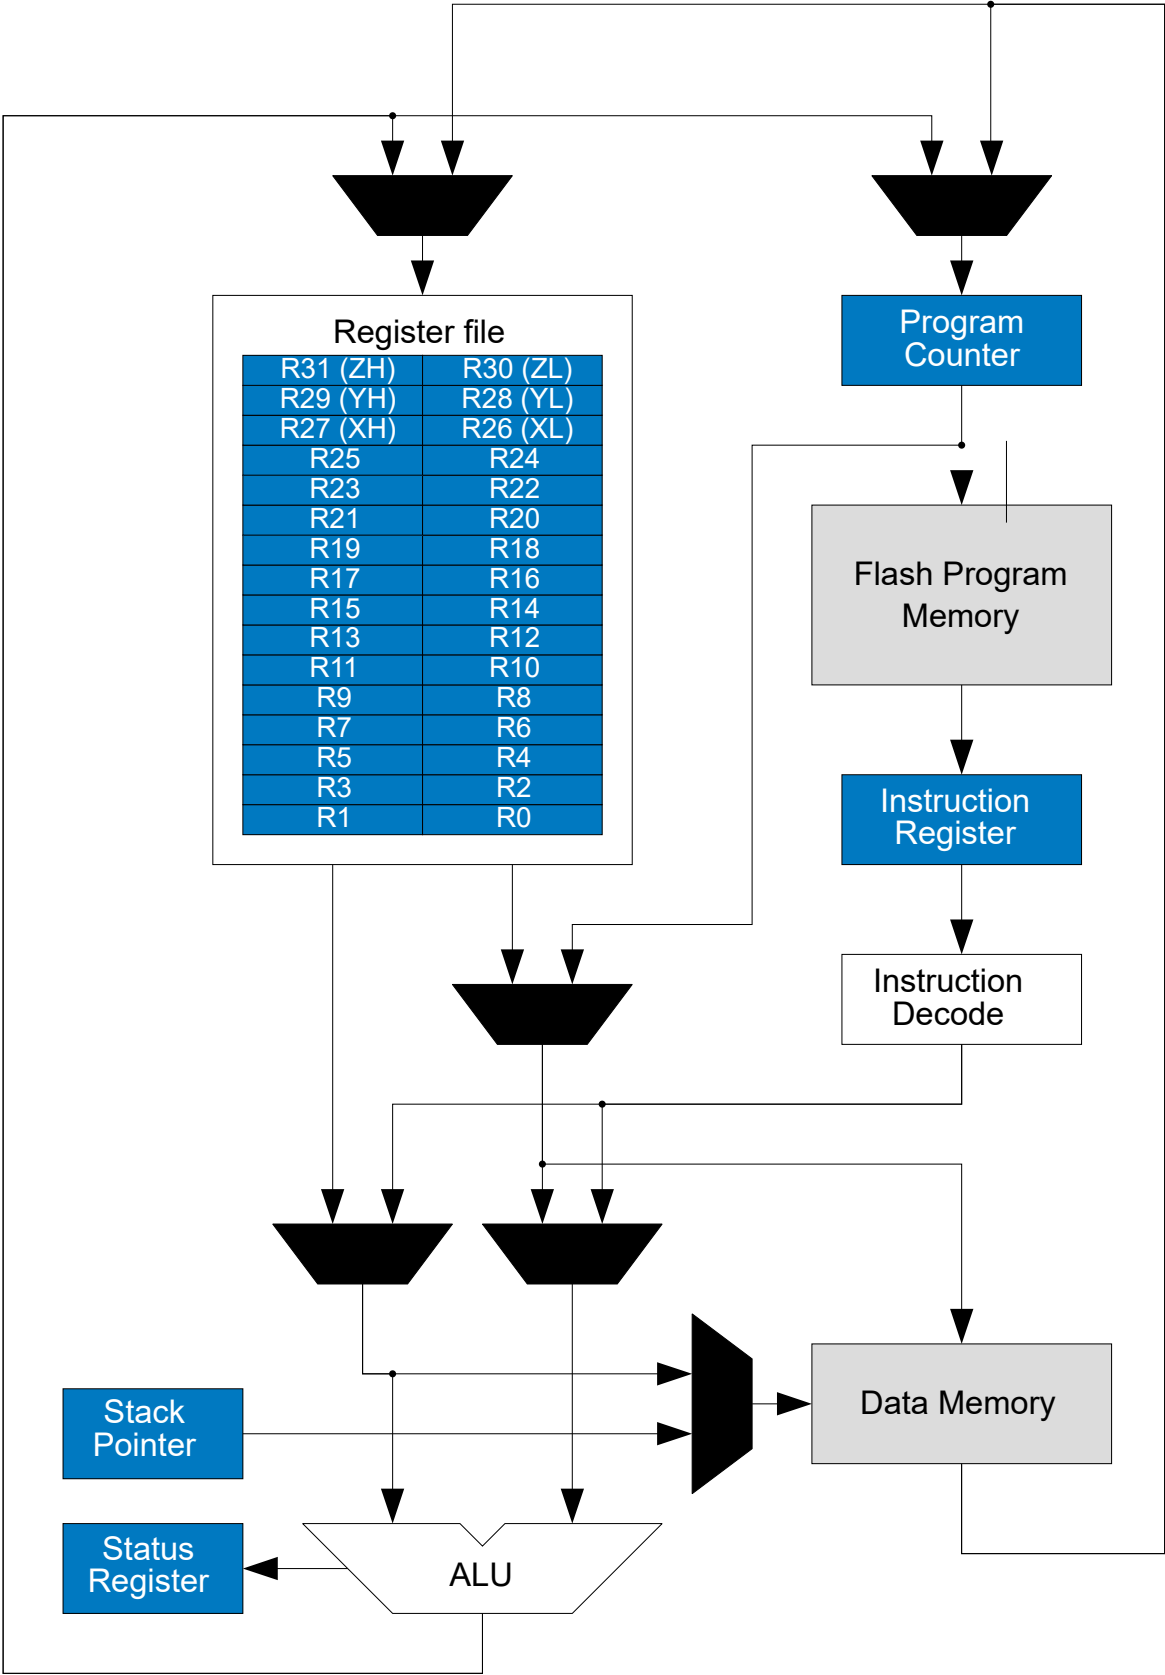 Register file
R31 (ZH) R30 (ZL)
R29 (YH) R28 (YL)
R27 (XH) R26 (XL)
R25 R24
R23 R22
R21 R20
R19 R18
R17 R16
R15 R14
R13 R12
R11 R10
R9 R8
R7 R6
R5 R4
R3 R2
R1 R0
Program
Counter
Flash Program
Memory
Instruction
Register
Instruction
Decode
Data Memory
Stack
Pointer
Status
Register
ALU